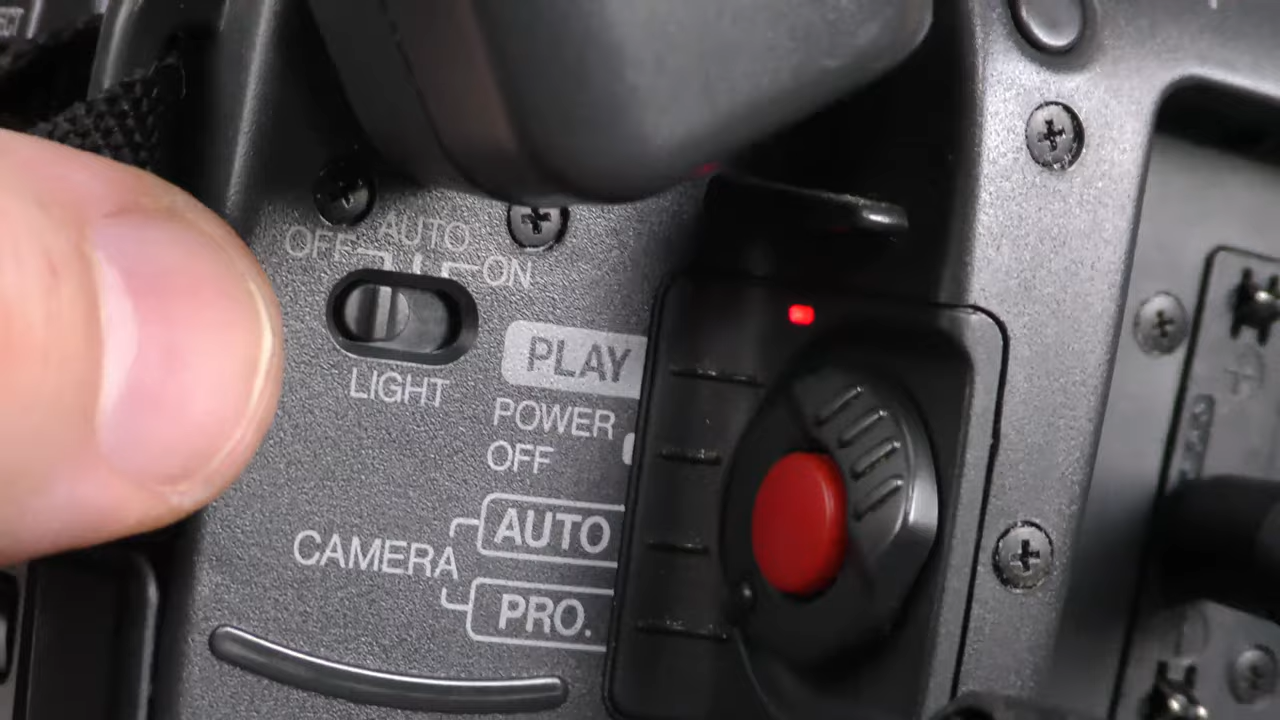 AUTO
OFF
ON
LIGHT
PLAY
POWER
OFF
CAMERA
AUTO
PRO.